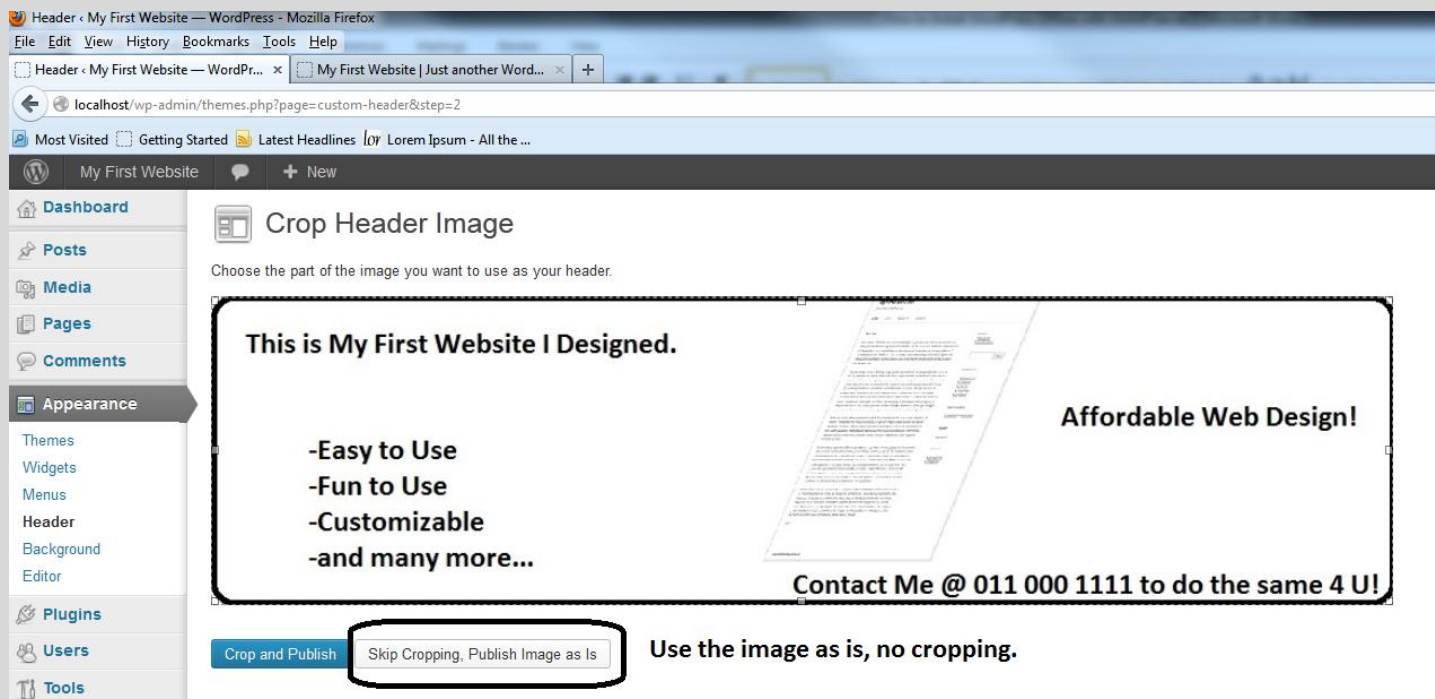 Header ‹ My First Website — WordPress - Mozilla Firefox
File Edit View History Bookmarks Tools Help
Header ‹ My First Website — WordPr... × My First Website | Just another Word... × +
localhost/wp-admin/themes.php?page=custom-header&step=2
Most Visited Getting Started Latest Headlines lor Lorem Ipsum - All the ...
My First Website + New
Dashboard
Posts
Media
Pages
Comments
Appearance
Themes
Widgets
Menus
Header
Background
Editor
Plugins
Users
Tools
Crop Header Image
Choose the part of the image you want to use as your header.
This is My First Website I Designed.
-Easy to Use
-Fun to Use
-Customizable
-and many more...
Affordable Web Design!
Contact Me @ 011 000 1111 to do the same 4 U!
Crop and Publish
Skip Cropping, Publish Image as Is
Use the image as is, no cropping.